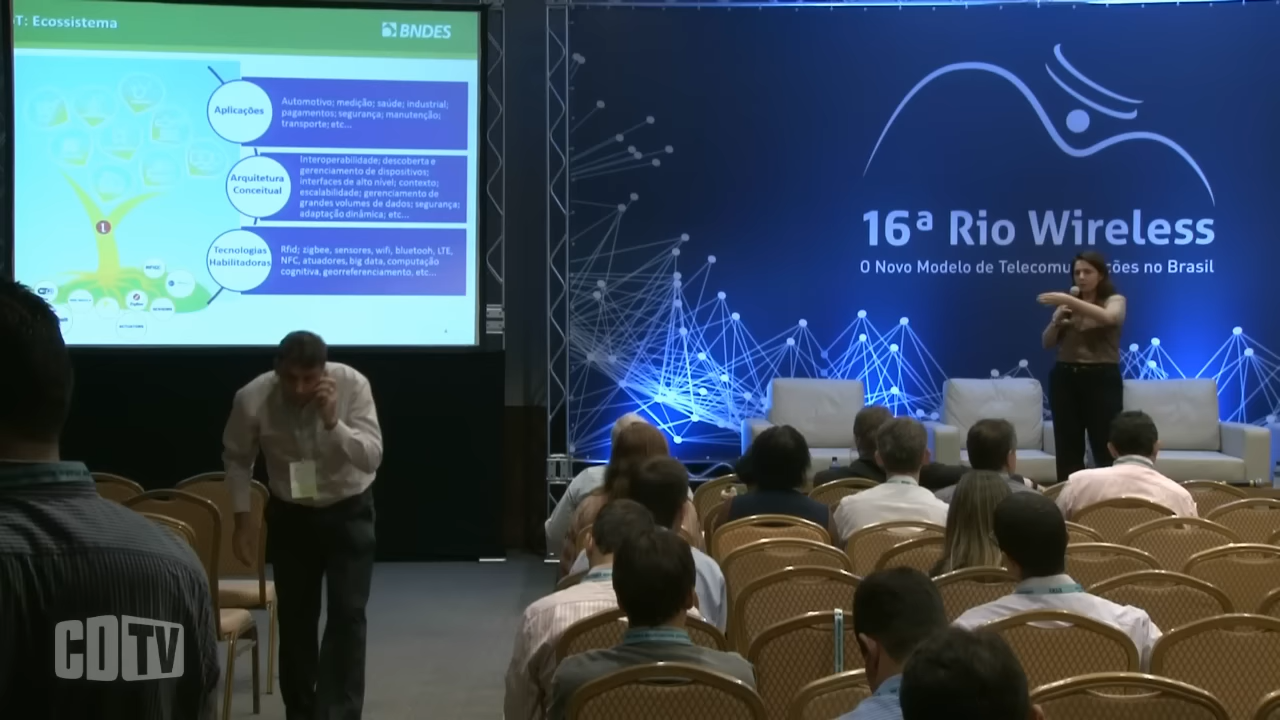 T: Ecossistema
BNDES
Aplicações
Automotivo; medição; saúde; industrial;
pagamentos; segurança; manutenção;
transporte; etc...
Arquitetura
Conceitual
Interoperabilidade; descoberta e
gerenciamento de dispositivos;
interfaces de alto nível; contexto;
escalabilidade; gerenciamento de
grandes volumes de dados; segurança;
adaptação dinâmica; etc...
Tecnologias
Habilitadoras
Rfid; zigbee, sensores, wifi, bluetooh, LTE,
NFC, atuadores, big data, computação
cognitiva, georreferenciamento, etc...
1
16ª Rio Wireless
O Novo Modelo de Telecomu ções no Brasil
CDTV